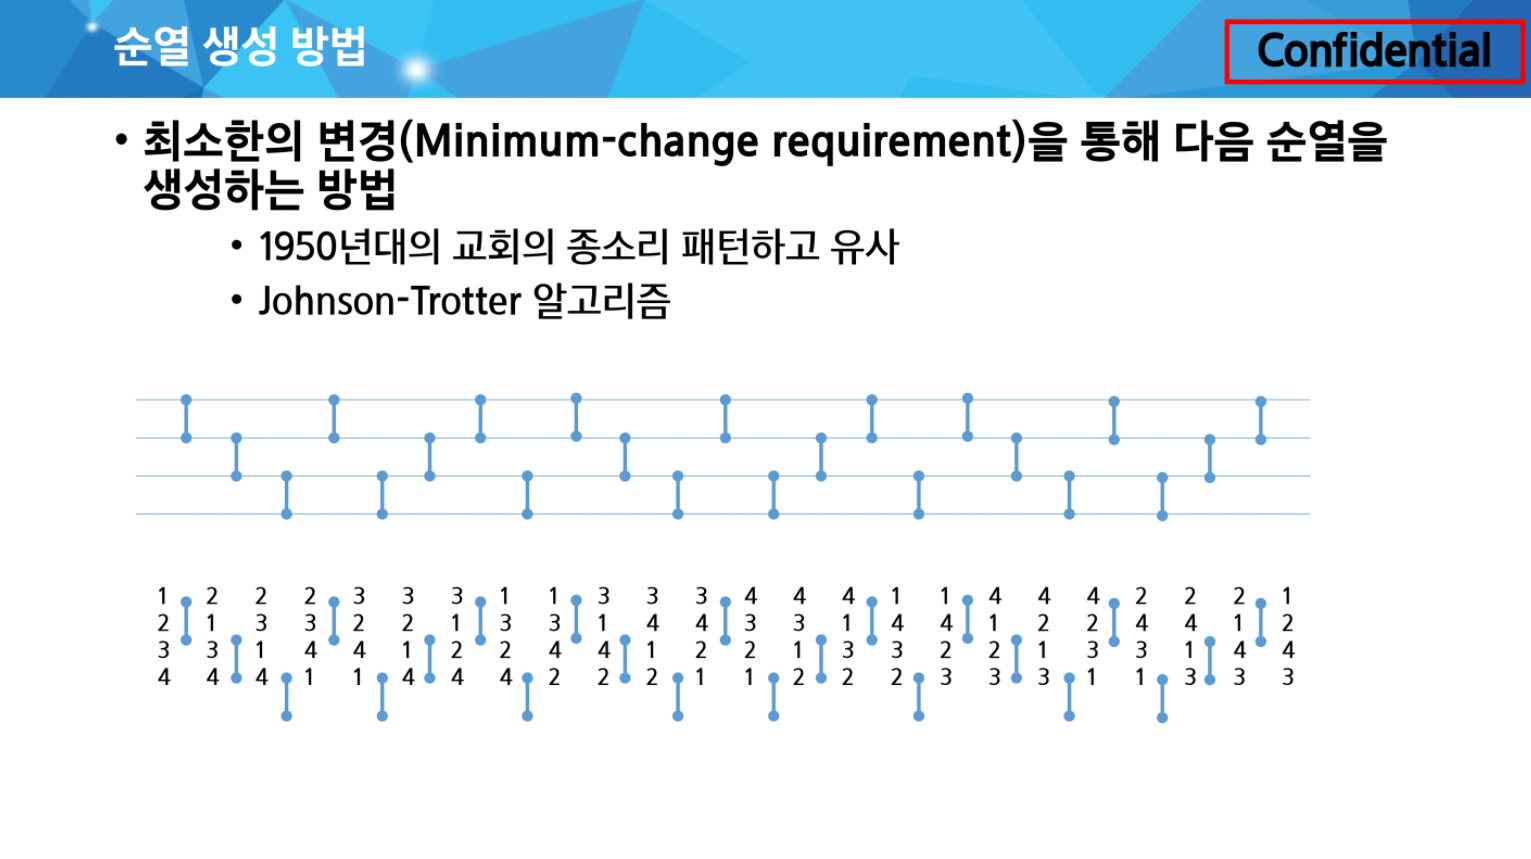 순열 생성 방법
Confidential
• 최소한의 변경(Minimum-change requirement)을 통해 다음 순열을
생성하는 방법
• 1950년대의 교회의 종소리 패턴하고 유사
• Johnson-Trotter 알고리즘
1 2 2 2 3 3 3 1 1 3 3 3 4 4 4 1 1 4 4 4 2 2 2 1
2 1 3 3 2 2 1 3 3 1 4 4 3 3 1 4 4 1 2 2 4 4 1 2
3 3 1 4 4 1 2 2 4 4 1 2 2 1 3 3 2 2 1 3 3 1 4 4
4 4 4 1 1 4 4 4 2 2 2 1 1 2 2 2 3 3 3 1 1 3 3 3